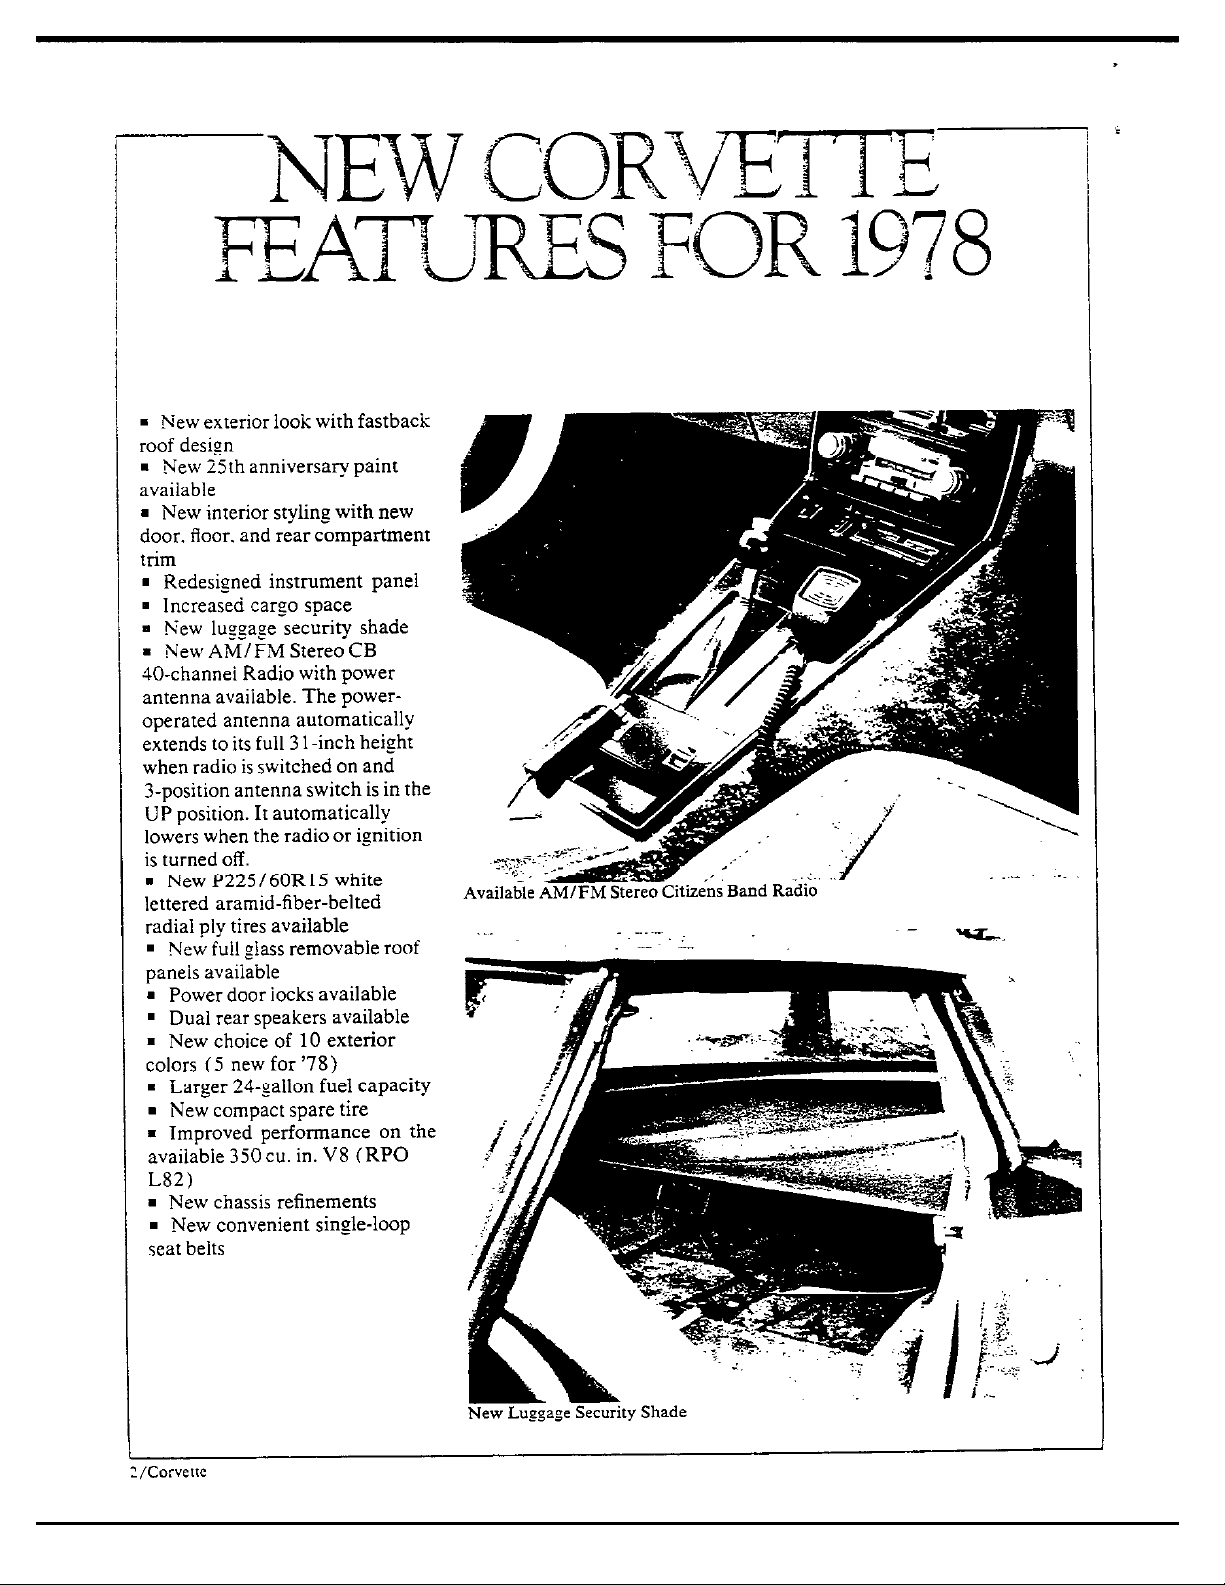 NEW CORVETTE
FEATURES FOR 1978
▪ New exterior look with fastback
roof design
▪ New 25th anniversary paint
available
▪ New interior styling with new
door, floor, and rear compartment
trim
▪ Redesigned instrument panel
▪ Increased cargo space
▪ New luggage security shade
▪ New AM/FM Stereo CB
40-channel Radio with power
antenna available. The power-
operated antenna automatically
extends to its full 31-inch height
when radio is switched on and
3-position antenna switch is in the
UP position. It automatically
lowers when the radio or ignition
is turned off.
▪ New P225/60R15 white
lettered aramid-fiber-belted
radial ply tires available
▪ New full glass removable roof
panels available
▪ Power door locks available
▪ Dual rear speakers available
▪ New choice of 10 exterior
colors (5 new for '78)
▪ Larger 24-gallon fuel capacity
▪ New compact spare tire
▪ Improved performance on the
available 350 cu. in. V8 (RPO
L82)
▪ New chassis refinements
▪ New convenient single-loop
seat belts
Available AM/FM Stereo Citizens Band Radio
New Luggage Security Shade
2/Corvette